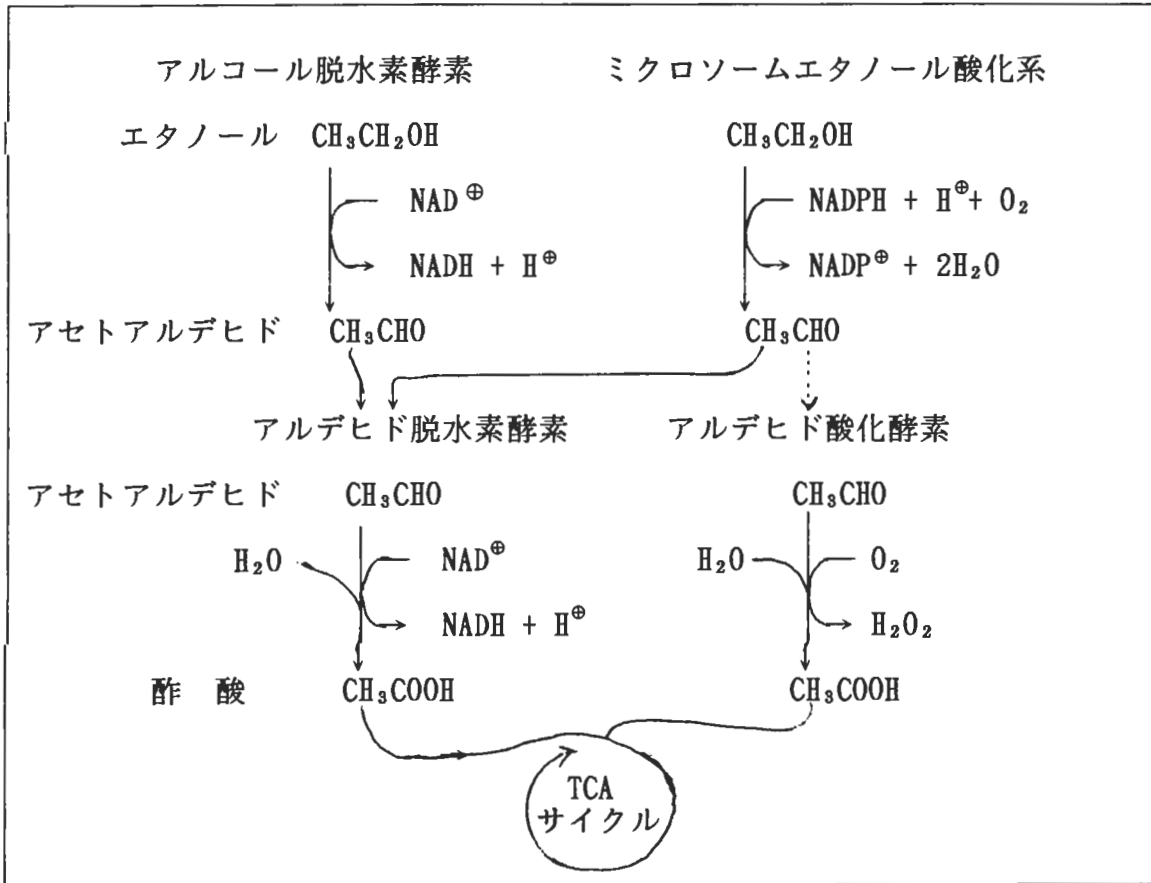 アルコール脱水素酵素 ミクロソームエタノール酸化系
エタノール CH₃CH₂OH CH₃CH₂OH
NAD⊕ NADPH + H⊕+ O₂
NADH + H⊕ NADP⊕ + 2H₂O
アセトアルデヒド CH₃CHO CH₃CHO
アルデヒド脱水素酵素 アルデヒド酸化酵素
アセトアルデヒド CH₃CHO CH₃CHO
H₂O NAD⊕ H₂O O₂
NADH + H⊕ H₂O₂
酢 酸 CH₃COOH CH₃COOH
TCA
サイクル